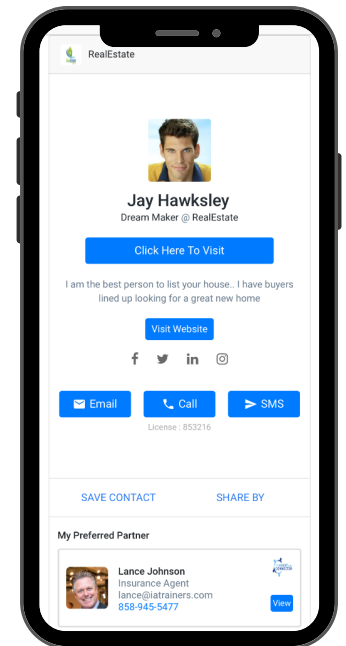 RealEstate
Jay Hawksley
Dream Maker @ RealEstate
Click Here To Visit
I am the best person to list your house.. I have buyers
lined up looking for a great new home
Visit Website
Email
Call
SMS
License : 853216
SAVE CONTACT
SHARE BY
My Preferred Partner
Lance Johnson
Insurance Agent
lance@iatrainers.com
858-945-5477
View